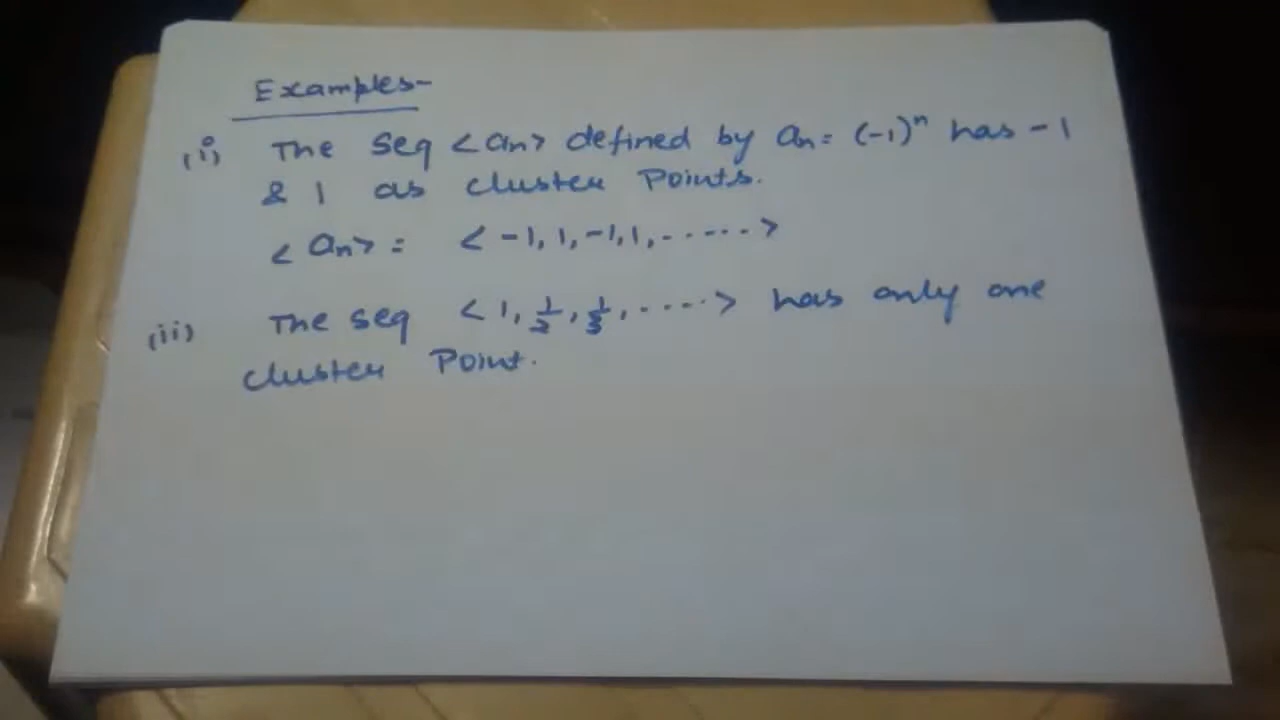 Examples-
(i) The Seq <an> defined by an = (-1)ⁿ has -1
& 1 as cluster Points.
<an> = <-1, 1, -1, 1, ......>
(ii) The Seq <1, 1/2, 1/3, .....> has only one
cluster Point.